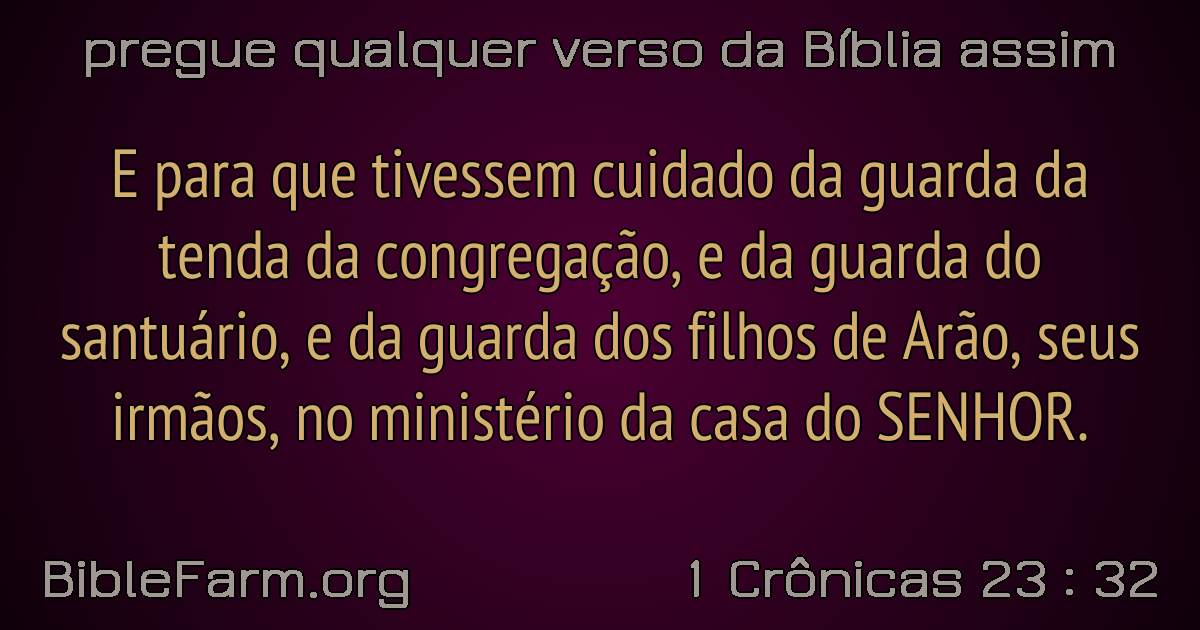 pregue qualquer verso da Bíblia assim
E para que tivessem cuidado da guarda da
tenda da congregação, e da guarda do
santuário, e da guarda dos filhos de Arão, seus
irmãos, no ministério da casa do SENHOR.
BibleFarm.org
1 Crônicas 23 : 32